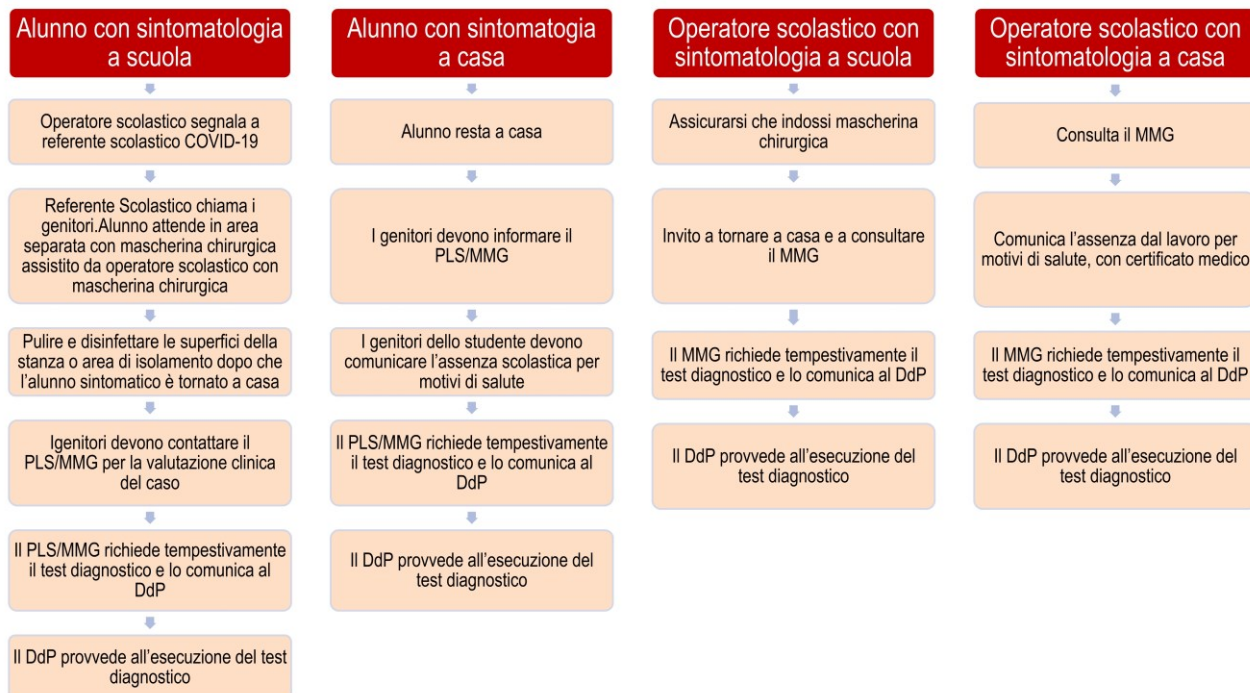 Alunno con sintomatologia
a scuola
Operatore scolastico segnala a
referente scolastico COVID-19
Referente Scolastico chiama i
genitori.Alunno attende in area
separata con mascherina chirurgica
assistito da operatore scolastico con
mascherina chirurgica
Pulire e disinfettare le superfici della
stanza o area di isolamento dopo che
l'alunno sintomatico è tornato a casa
Igenitori devono contattare il
PLS/MMG per la valutazione clinica
del caso
Il PLS/MMG richiede tempestivamente
il test diagnostico e lo comunica al
DdP
Il DdP provvede all'esecuzione del test
diagnostico
Alunno con sintomatogia
a casa
Alunno resta a casa
I genitori devono informare il
PLS/MMG
I genitori dello studente devono
comunicare l'assenza scolastica per
motivi di salute
Il PLS/MMG richiede tempestivamente
il test diagnostico e lo comunica al
DdP
Il DdP provvede all'esecuzione del
test diagnostico
Operatore scolastico con
sintomatologia a scuola
Assicurarsi che indossi mascherina
chirurgica
Invito a tornare a casa e a consultare
il MMG
Il MMG richiede tempestivamente il
test diagnostico e lo comunica al DdP
Il DdP provvede all'esecuzione del
test diagnostico
Operatore scolastico con
sintomatologia a casa
Consulta il MMG
Comunica l'assenza dal lavoro per
motivi di salute, con certificato medico
Il MMG richiede tempestivamente il
test diagnostico e lo comunica al DdP
Il DdP provvede all'esecuzione del
test diagnostico